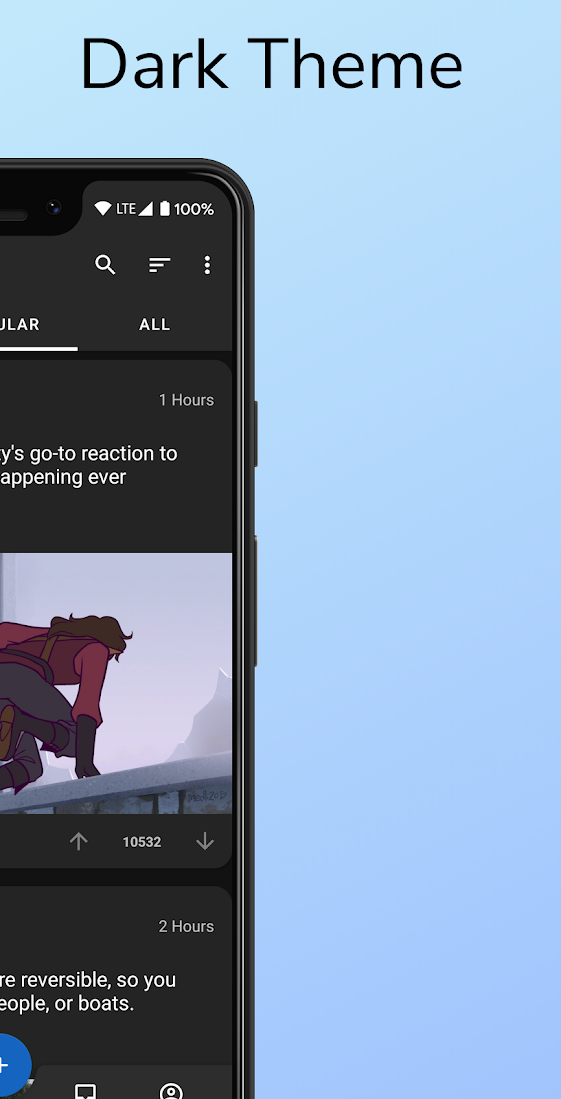 Dark Theme
LTE 100%
ULAR ALL
1 Hours
y's go-to reaction to
appening ever
10532
2 Hours
re reversible, so you
eople, or boats.